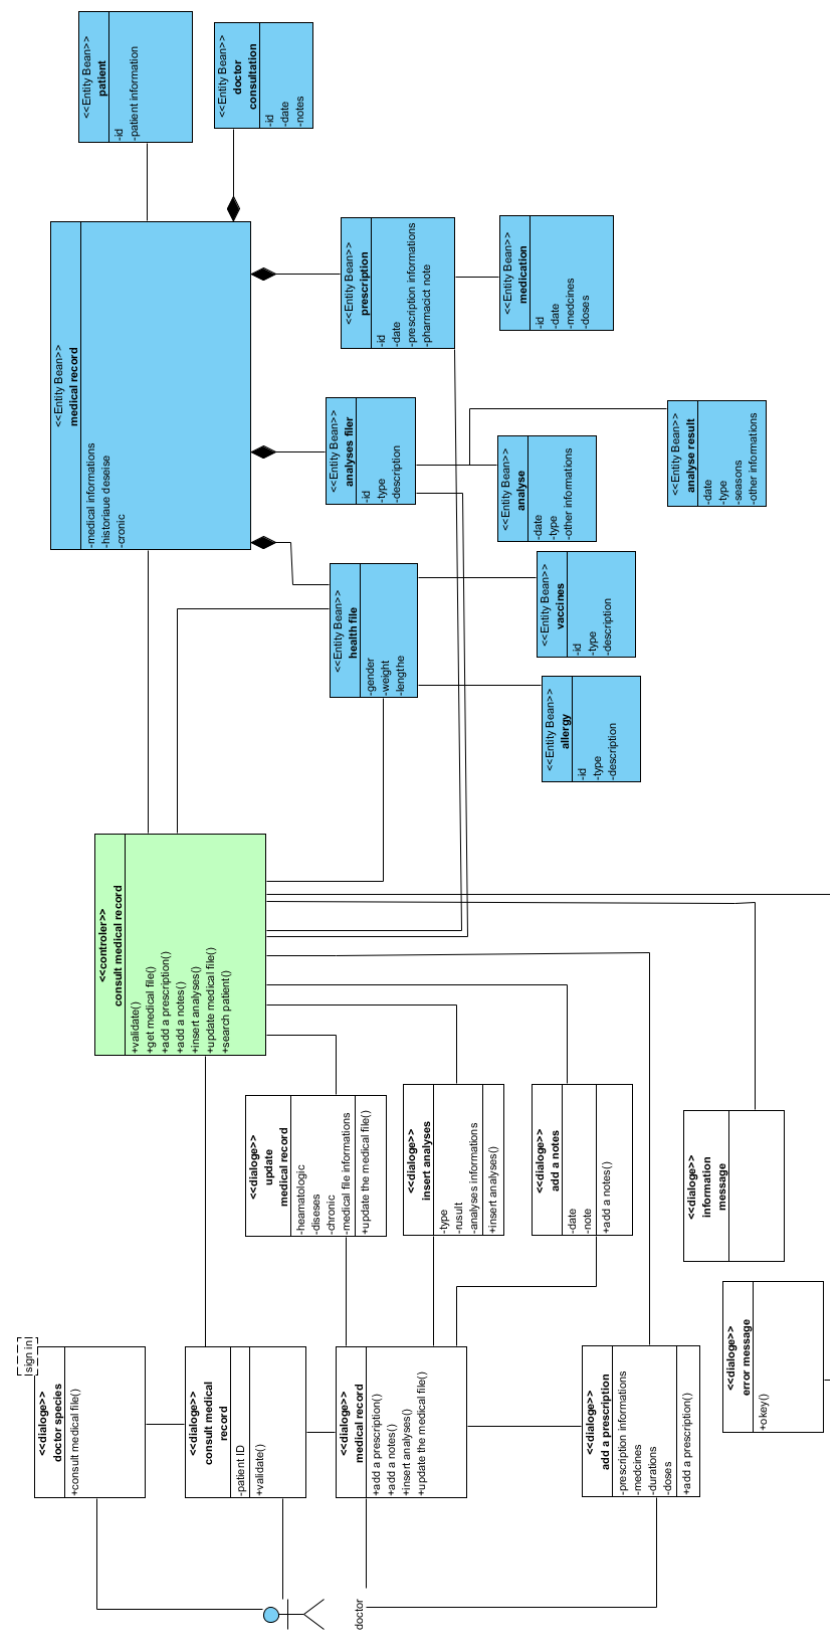 <<Entity Bean>>
patient
-id
-patient information
<<Entity Bean>>
doctor
consultation
-id
-date
-notes
<<Entity Bean>>
medical record
-medical informations
-historiaue deseise
-cronic
<<Entity Bean>>
prescription
-id
-date
-prescription informations
-pharmacict note
<<Entity Bean>>
medication
-id
-date
-medcines
-doses
<<Entity Bean>>
analyses filer
-id
-type
-description
<<Entity Bean>>
analyse
-date
-type
-other informations
<<Entity Bean>>
analyse result
-date
-type
-seasons
-other informations
<<Entity Bean>>
health file
-gender
-weight
-lengthe
<<Entity Bean>>
vaccines
-id
-type
-description
<<Entity Bean>>
allergy
-id
-type
-description
<<controler>>
consult medical record
+validate()
+get medical file()
+add a prescription()
+add a notes()
+insert analyses()
+update medical file()
+search patient()
<<dialoge>>
update
medical record
-heamatologic
-diseses
-chronic
-medical file informations
+update the medical file()
<<dialoge>>
insert analyses
-type
-rusult
-analyses informations
+insert analyses()
<<dialoge>>
add a notes
-date
-note
+add a notes()
<<dialoge>>
information
message
<<dialoge>>
error message
+okey()
sign in
<<dialoge>>
doctor species
+consult medical file()
<<dialoge>>
consult medical
record
-patient ID
+validate()
<<dialoge>>
medical record
+add a prescription()
+add a notes()
+insert analyses()
+update the medical file()
<<dialoge>>
add a prescription
-prescription informations
-medcines
-durations
-doses
+add a prescription()
doctor